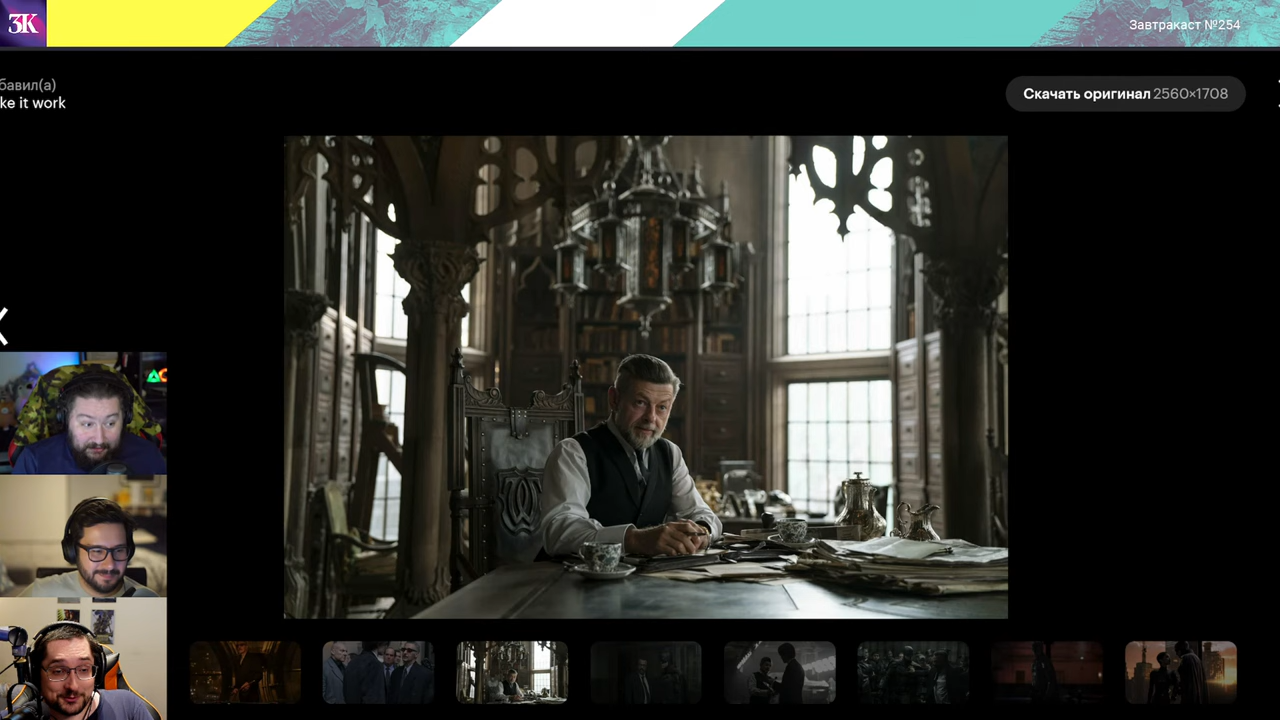 ЗК
Завтракаст №254
бавил(а)
ke it work
Скачать оригинал 2560×1708